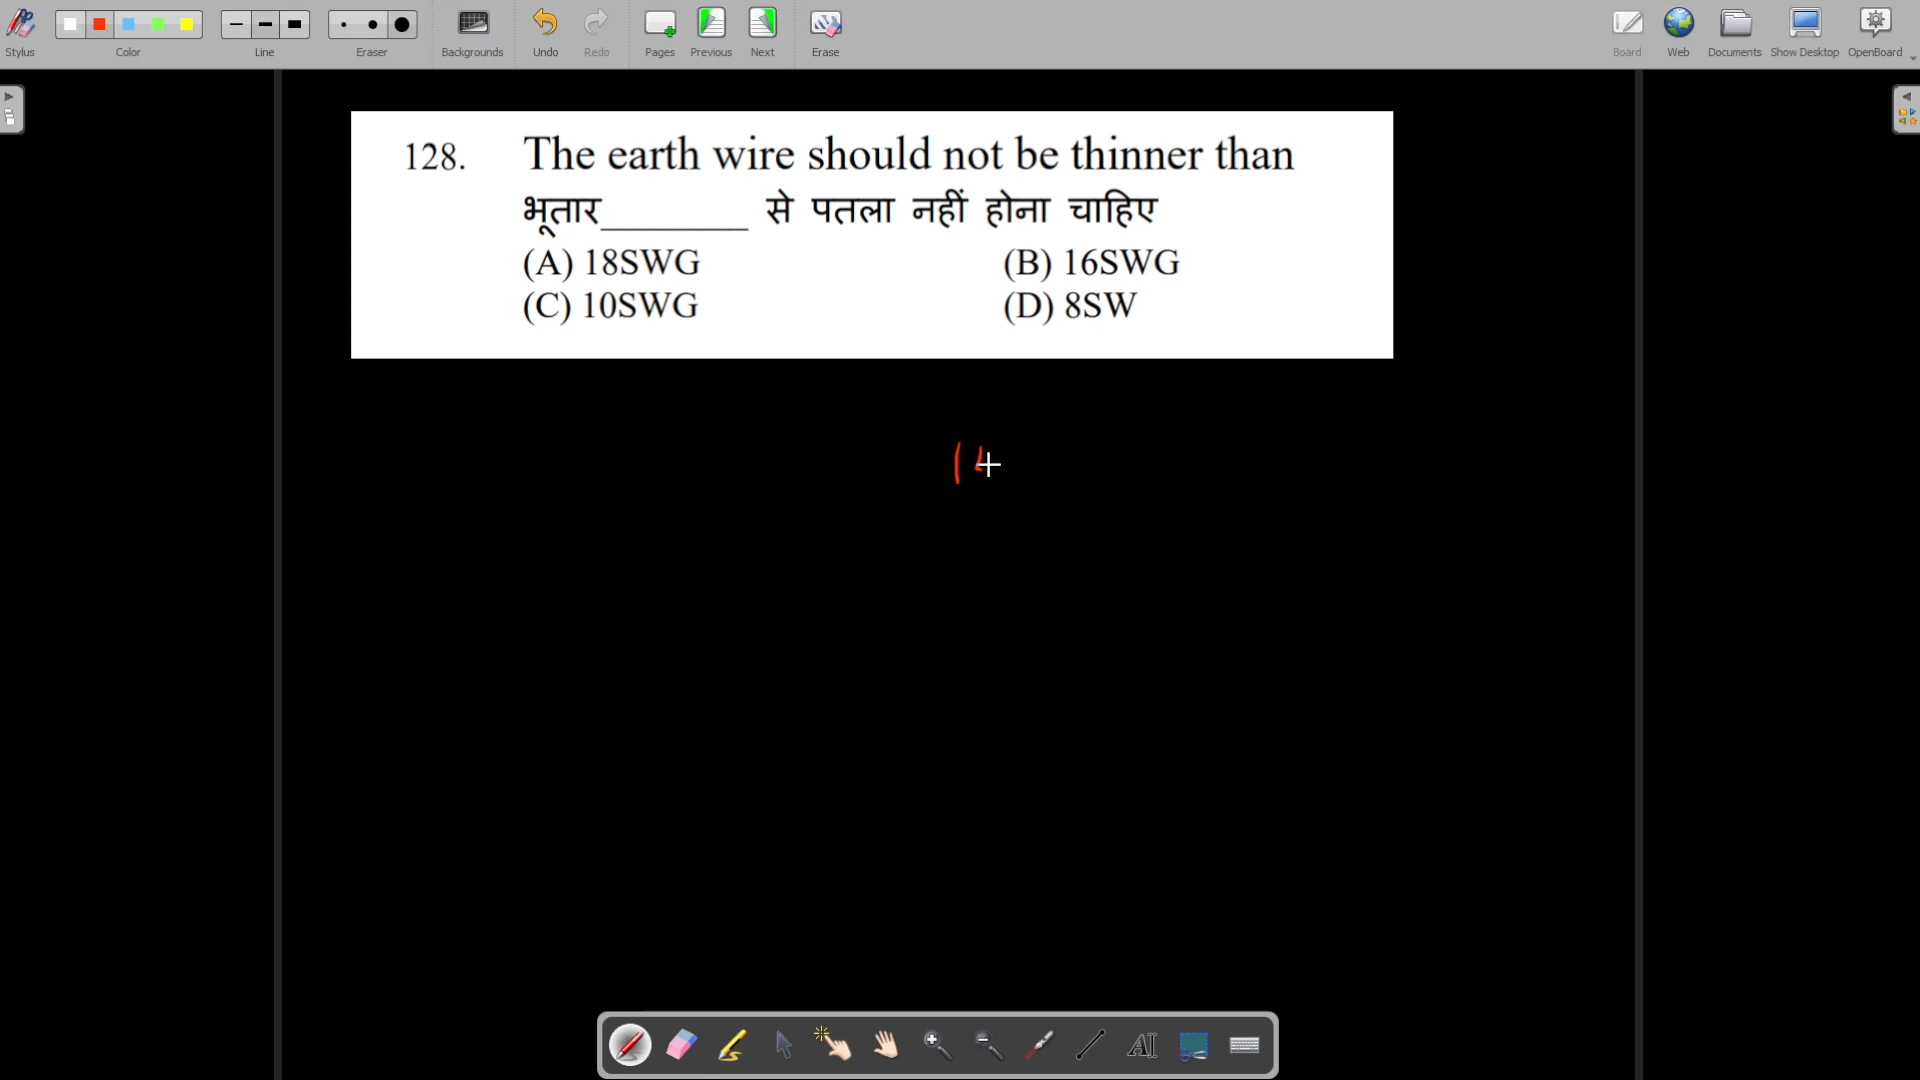 Stylus Color Line Eraser Backgrounds Undo Redo Pages Previous Next Erase Board Web Documents Show Desktop OpenBoard
128. The earth wire should not be thinner than
भूतार________ से पतला नहीं होना चाहिए
(A) 18SWG (B) 16SWG
(C) 10SWG (D) 8SW
AI